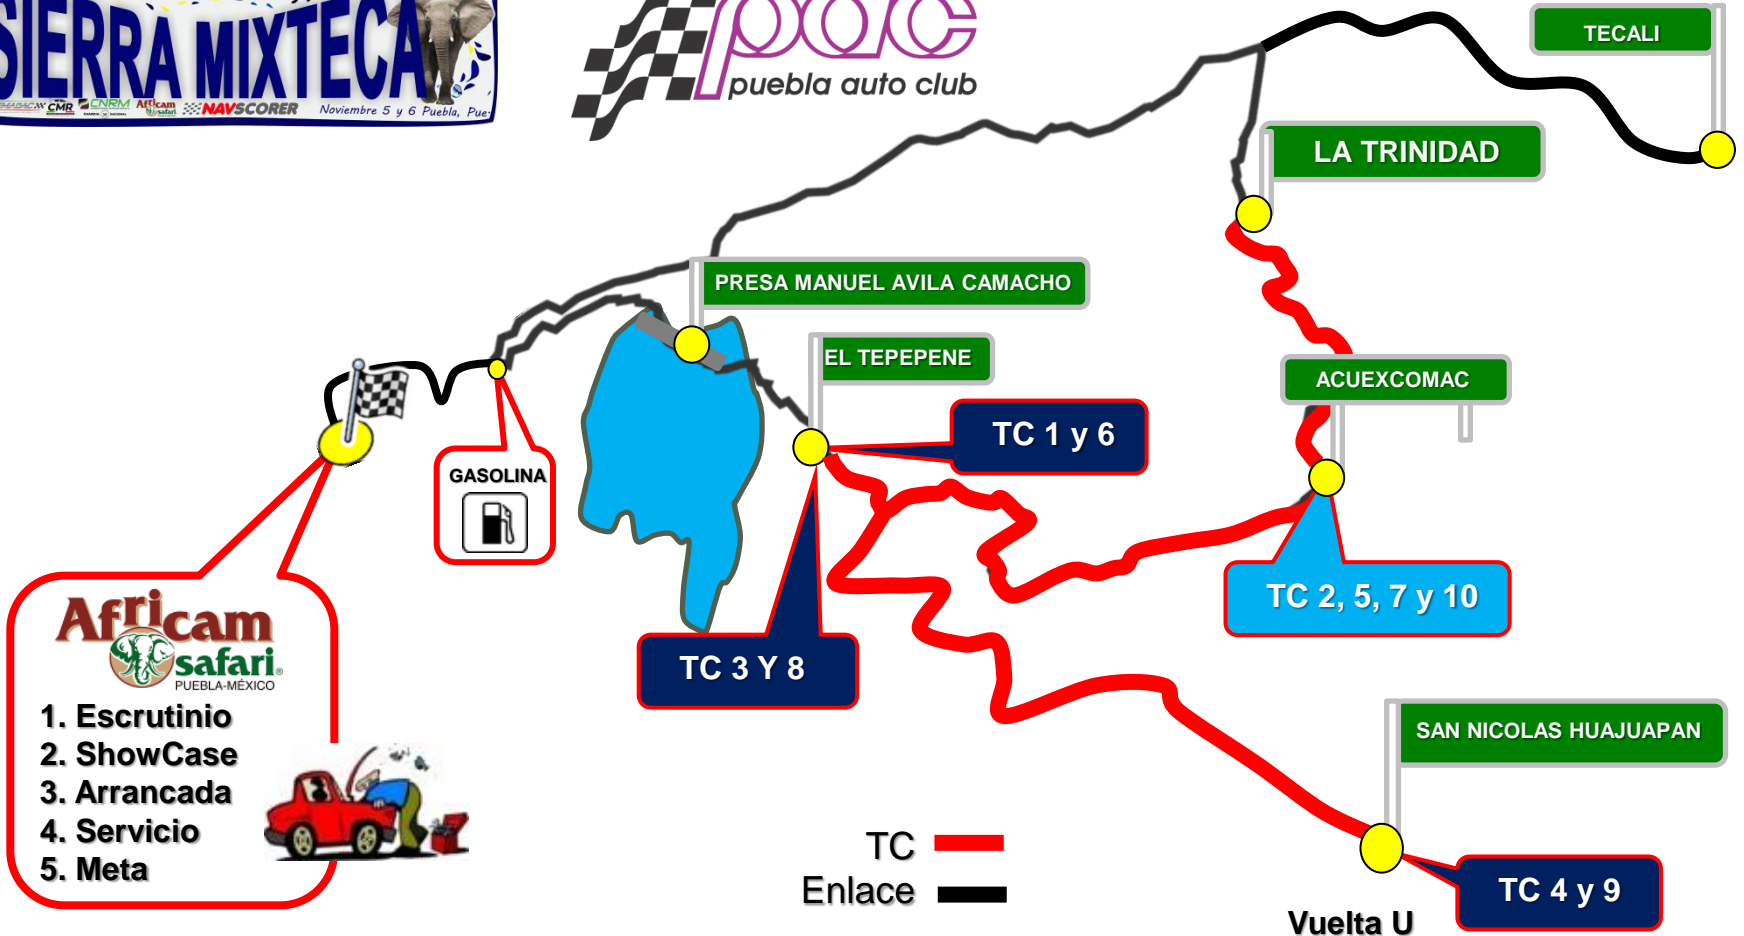 SIERRA MIXTECA
CMR CNRM Africam safari NAVSCORER Noviembre 5 y 6 Puebla, Pue.
pac
puebla auto club
TECALI
LA TRINIDAD
PRESA MANUEL AVILA CAMACHO
EL TEPEPENE
ACUEXCOMAC
TC 1 y 6
GASOLINA
TC 2, 5, 7 y 10
TC 3 Y 8
Africam
safari®
PUEBLA-MÉXICO
1. Escrutinio
2. ShowCase
3. Arrancada
4. Servicio
5. Meta
SAN NICOLAS HUAJUAPAN
TC
Enlace
TC 4 y 9
Vuelta U